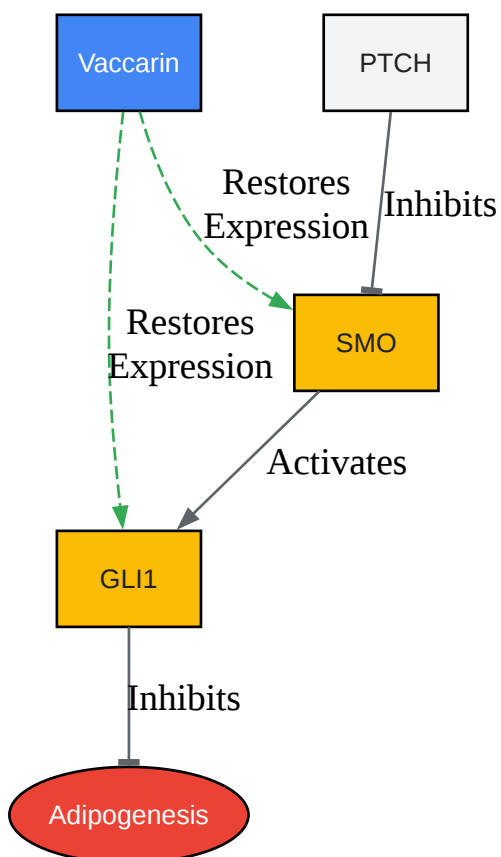 Vaccarin
PTCH
Restores
Expression
Inhibits
Restores
Expression
SMO
Activates
GLI1
Inhibits
Adipogenesis